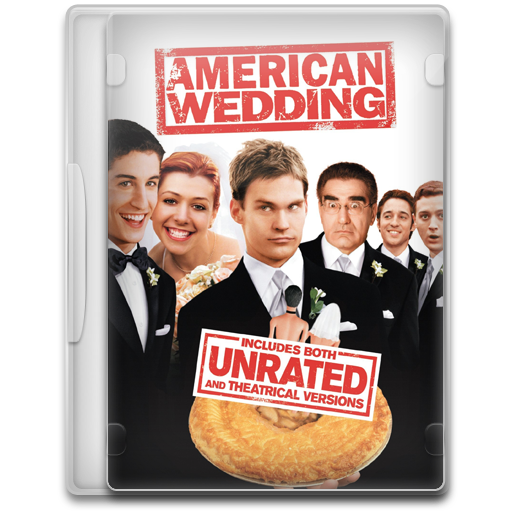 AMERICAN
WEDDING
INCLUDES BOTH
UNRATED
AND THEATRICAL VERSIONS